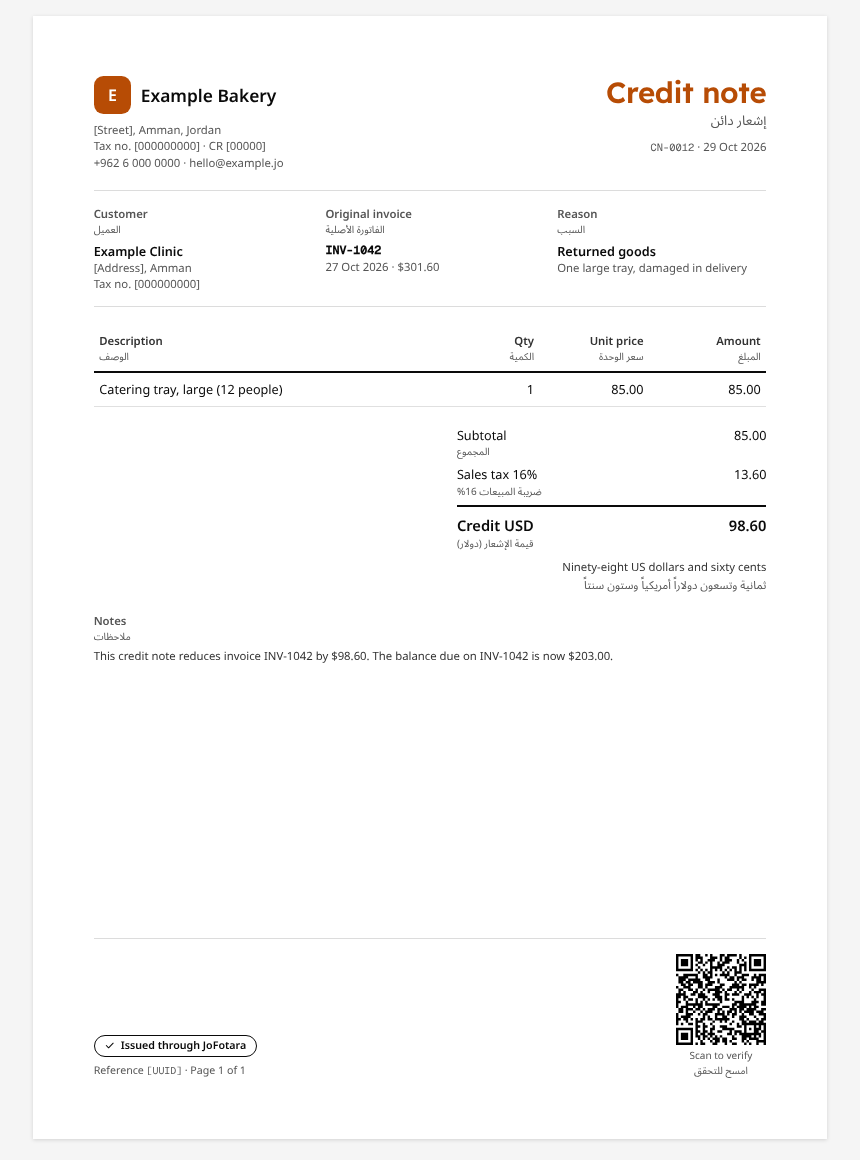 E
Example Bakery
[Street], Amman, Jordan
Tax no. [000000000] · CR [00000]
+962 6 000 0000 · hello@example.jo
Credit note
إشعار دائن
CN-0012 · 29 Oct 2026
Customer
العميل
Example Clinic
[Address], Amman
Tax no. [000000000]
Original invoice
الفاتورة الأصلية
INV-1042
27 Oct 2026 · $301.60
Reason
السبب
Returned goods
One large tray, damaged in delivery
Description Qty Unit price Amount
الوصف الكمية سعر الوحدة المبلغ
Catering tray, large (12 people) 1 85.00 85.00
Subtotal 85.00
المجموع
Sales tax 16% 13.60
ضريبة المبيعات 16%
Credit USD 98.60
قيمة الإشعار (دولار)
Ninety-eight US dollars and sixty cents
ثمانية وتسعون دولاراً أمريكياً وستون سنتاً
Notes
ملاحظات
This credit note reduces invoice INV-1042 by $98.60. The balance due on INV-1042 is now $203.00.
✓ Issued through JoFotara
Reference [UUID] · Page 1 of 1
Scan to verify
امسح للتحقق